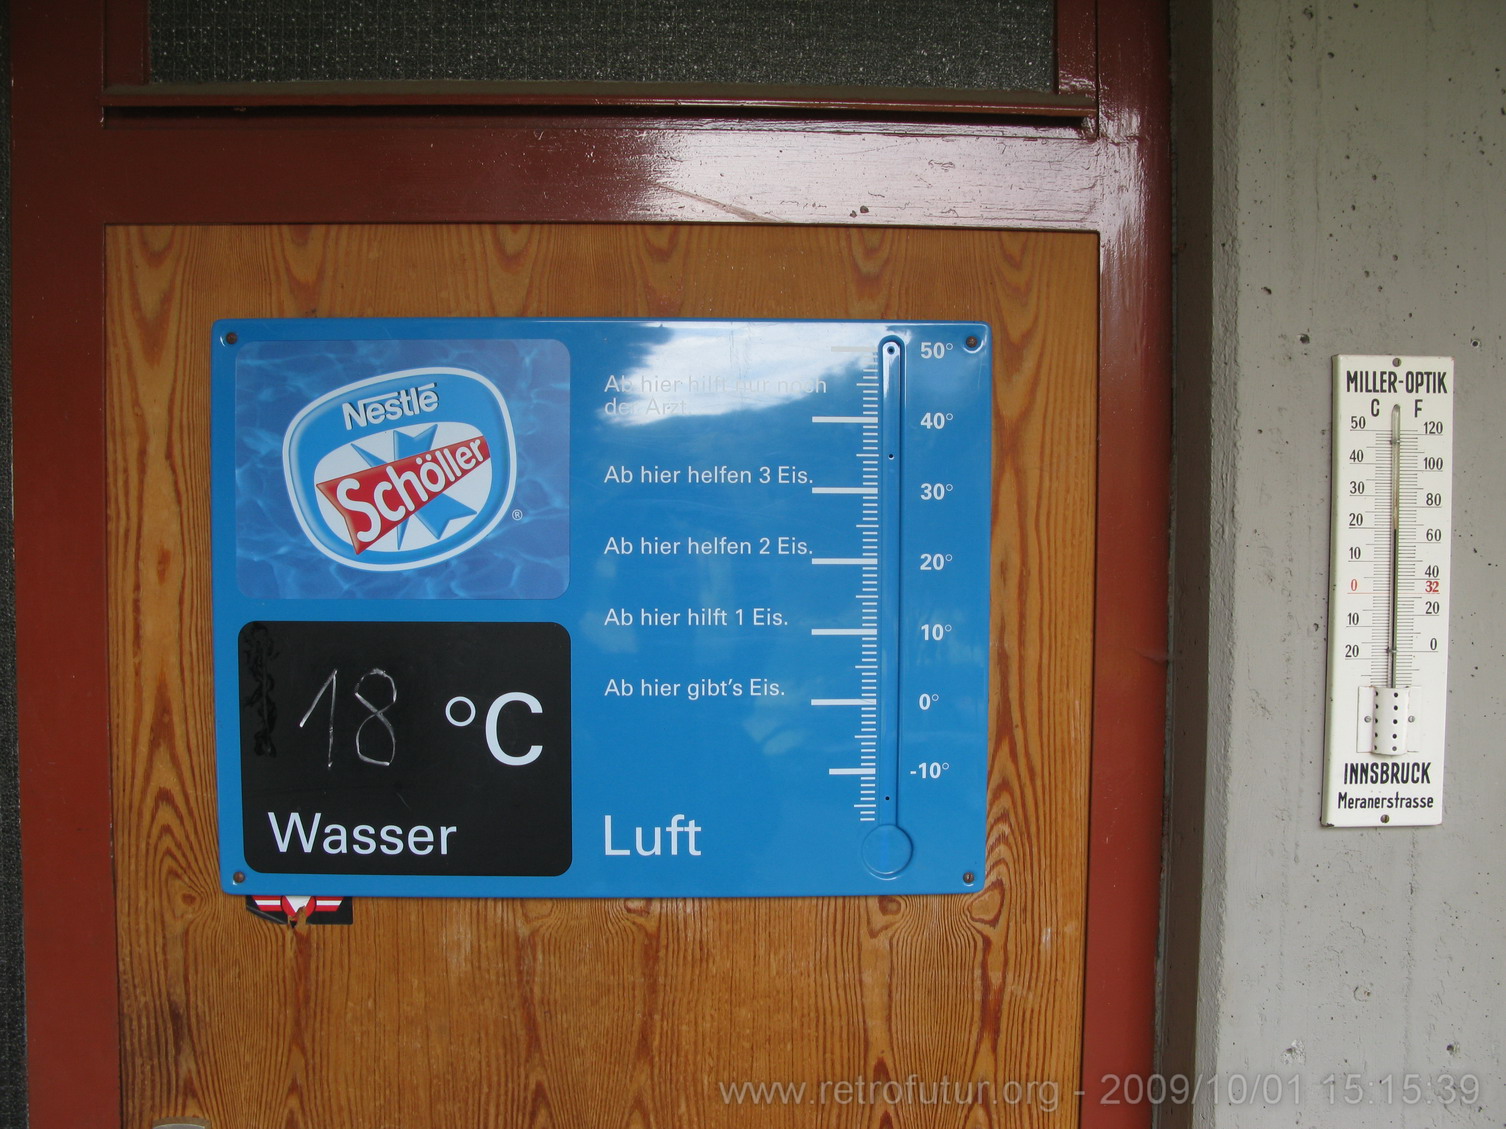 Nestlé
Schöller
®
18 °C
Wasser
Ab hier hilft nur noch
der Arzt.
Ab hier helfen 3 Eis.
Ab hier helfen 2 Eis.
Ab hier hilft 1 Eis.
Ab hier gibt's Eis.
Luft
50°
40°
30°
20°
10°
0°
-10°
MILLER-OPTIK
C F
50 120
40 100
30 80
20 60
10 40
0 32
10 20
20 0
INNSBRUCK
Meranerstrasse
www.retrofutur.org - 2009/10/01 15:15:39